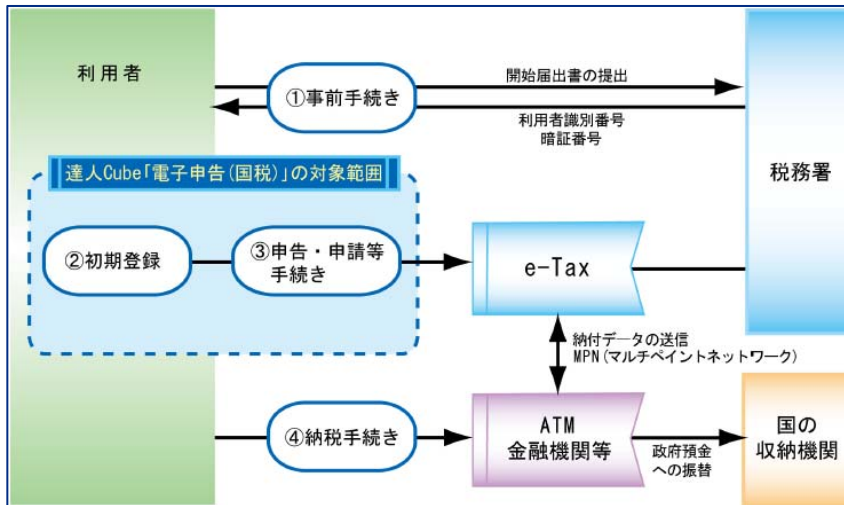 利用者
①事前手続き
開始届出書の提出
利用者識別番号
暗証番号
税務署
達人Cube「電子申告(国税)」の対象範囲
②初期登録
③申告・申請等
手続き
e-Tax
納付データの送信
MPN(マルチペイントネットワーク)
④納税手続き
ATM
金融機関等
政府預金
への振替
国の
収納機関